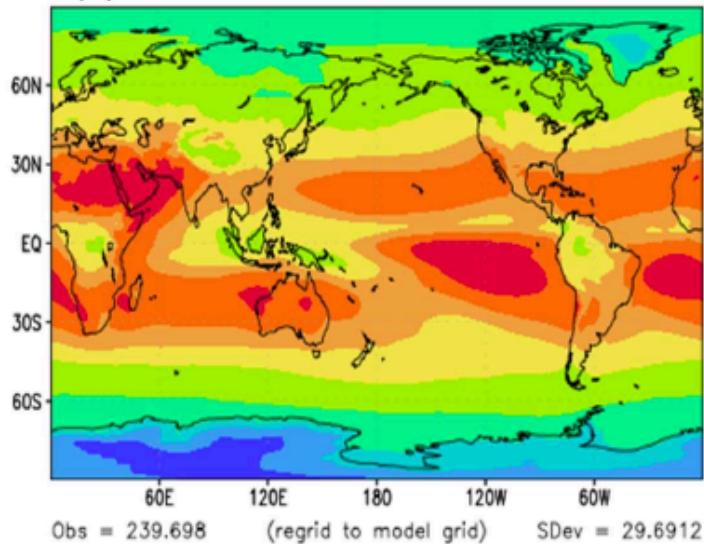 60N
30N
EQ
30S
60S
60E 120E 180 120W 60W
Obs = 239.698 (regrid to model grid) SDev = 29.6912